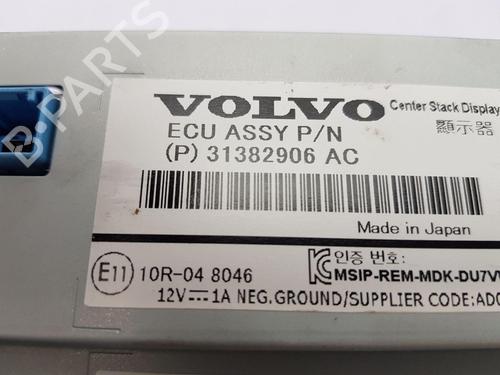 VOLVO Center Stack Display
ECU ASSY P/N 顯示器
(P) 31382906 AC
Made in Japan
E11 10R-04 8046 인증 번호:
MSIP-REM-MDK-DU7V
12V⎓1A NEG.GROUND/SUPPLIER CODE:AD0
B-PARTS